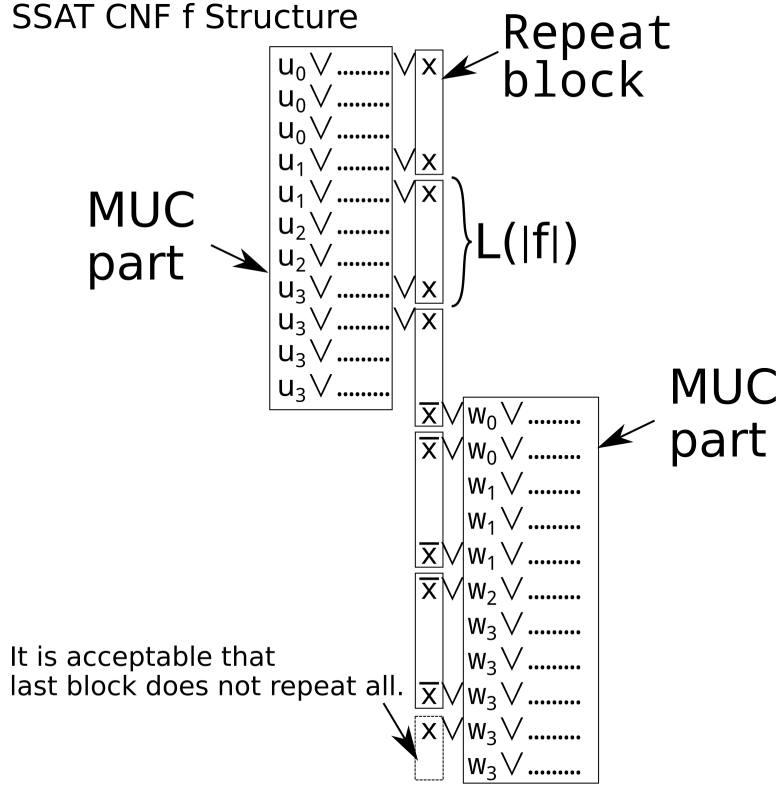 SSAT CNF f Structure
Repeat
block
u₀ ∨ ......... ∨ x
u₀ ∨ .........
u₀ ∨ .........
u₁ ∨ ......... ∨ x
u₁ ∨ ......... ∨ x
u₂ ∨ .........
u₂ ∨ .........
u₃ ∨ ......... ∨ x
u₃ ∨ ......... ∨ x
u₃ ∨ .........
u₃ ∨ .........
MUC
part
L(|f|)
x̅ ∨ w₀ ∨ .........
x̅ ∨ w₀ ∨ .........
w₁ ∨ .........
w₁ ∨ .........
x̅ ∨ w₁ ∨ .........
x̅ ∨ w₂ ∨ .........
w₃ ∨ .........
w₃ ∨ .........
x̅ ∨ w₃ ∨ .........
x ∨ w₃ ∨ .........
w₃ ∨ .........
MUC
part
It is acceptable that
last block does not repeat all.